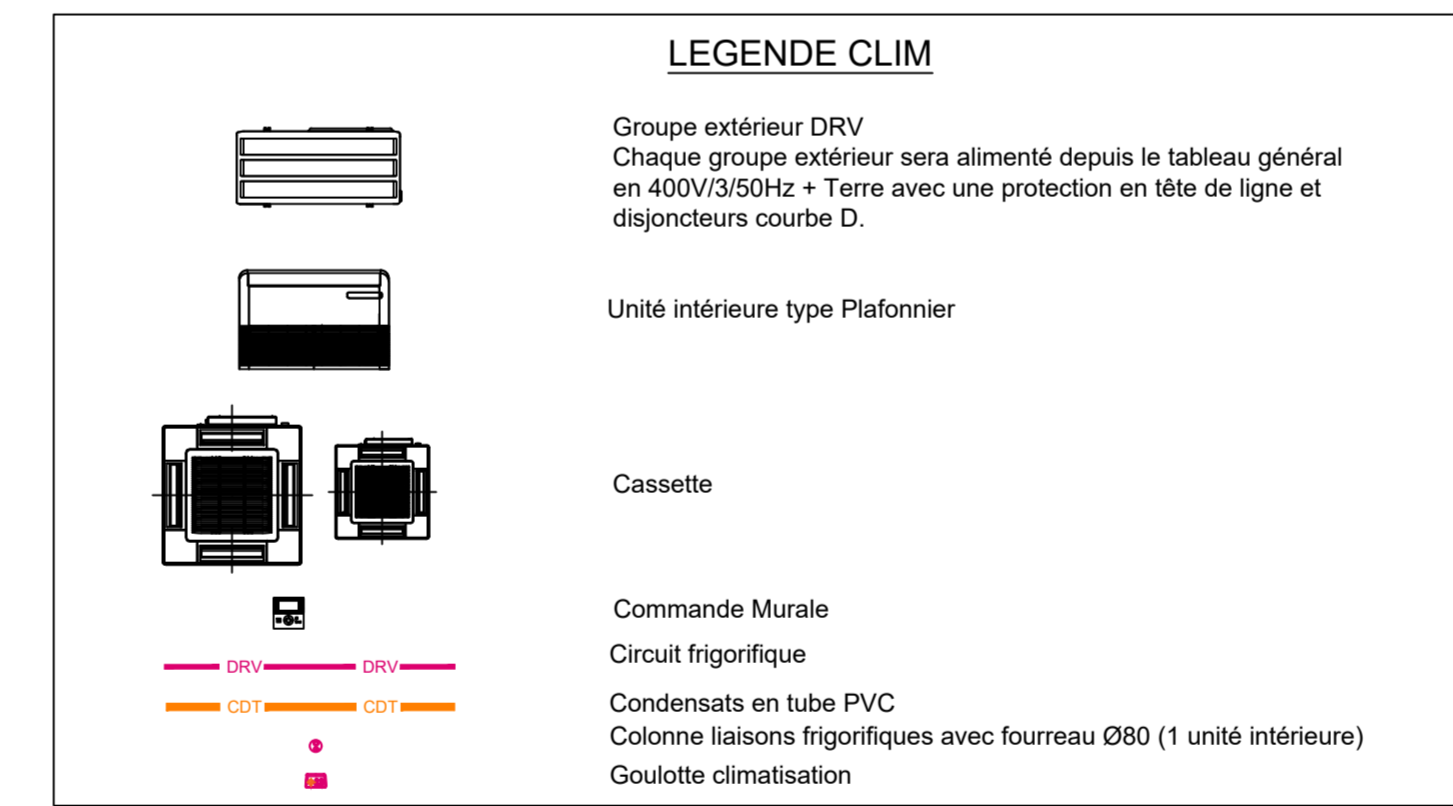 LEGENDE CLIM
Groupe extérieur DRV
Chaque groupe extérieur sera alimenté depuis le tableau général
en 400V/3/50Hz + Terre avec une protection en tête de ligne et
disjoncteurs courbe D.
Unité intérieure type Plafonnier
Cassette
Commande Murale
DRV DRV Circuit frigorifique
CDT CDT Condensats en tube PVC
Colonne liaisons frigorifiques avec fourreau Ø80 (1 unité intérieure)
Goulotte climatisation